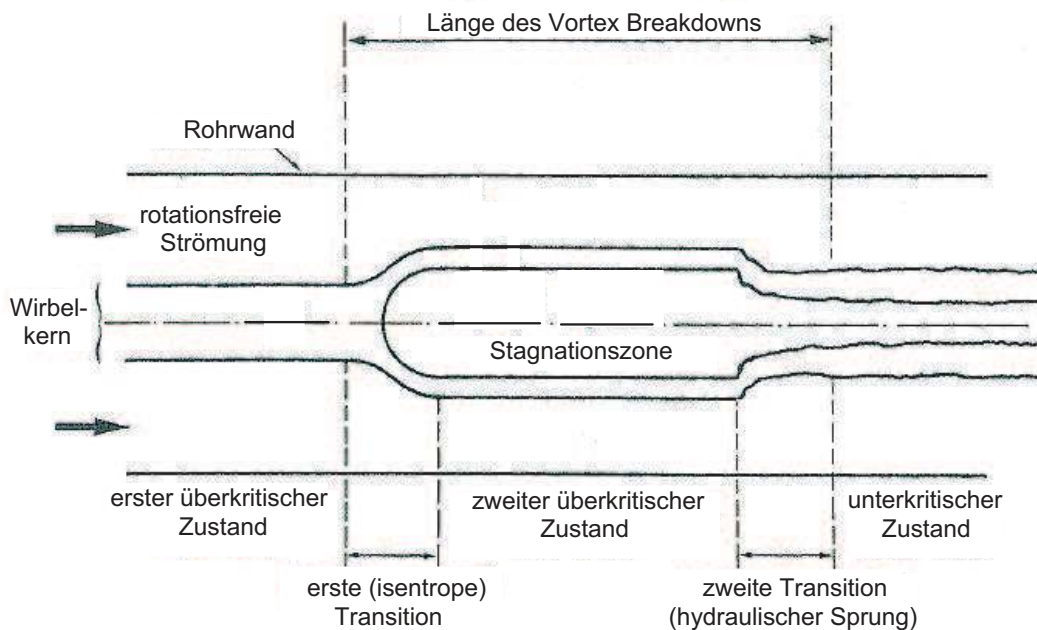 Länge des Vortex Breakdowns
Rohrwand
rotationsfreie
Strömung
Wirbel-
kern
Stagnationszone
erster überkritischer
Zustand
zweiter überkritischer
Zustand
unterkritischer
Zustand
erste (isentrope)
Transition
zweite Transition
(hydraulischer Sprung)